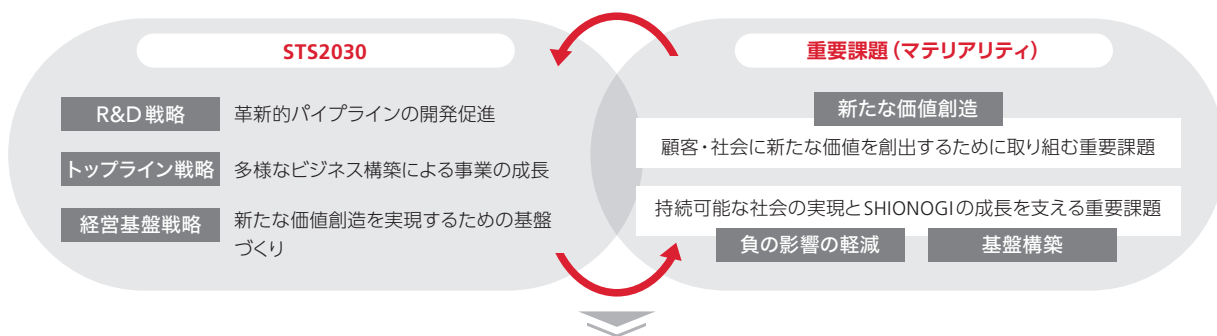 STS2030
R&D戦略 革新的パイプラインの開発促進
トップライン戦略 多様なビジネス構築による事業の成長
経営基盤戦略 新たな価値創造を実現するための基盤
づくり
重要課題(マテリアリティ)
新たな価値創造
顧客・社会に新たな価値を創出するために取り組む重要課題
持続可能な社会の実現とSHIONOGIの成長を支える重要課題
負の影響の軽減 基盤構築